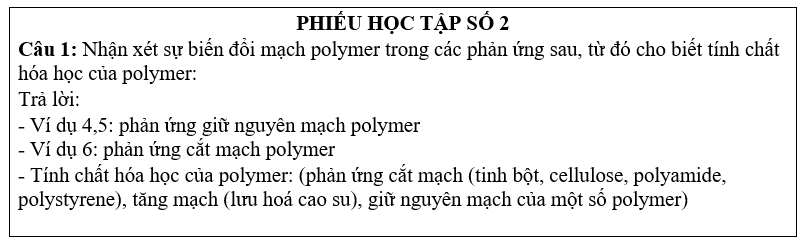 PHIẾU HỌC TẬP SỐ 2
Câu 1: Nhận xét sự biến đổi mạch polymer trong các phản ứng sau, từ đó cho biết tính chất
hóa học của polymer:
Trả lời:
- Ví dụ 4,5: phản ứng giữ nguyên mạch polymer
- Ví dụ 6: phản ứng cắt mạch polymer
- Tính chất hóa học của polymer: (phản ứng cắt mạch (tinh bột, cellulose, polyamide,
polystyrene), tăng mạch (lưu hoá cao su), giữ nguyên mạch của một số polymer)